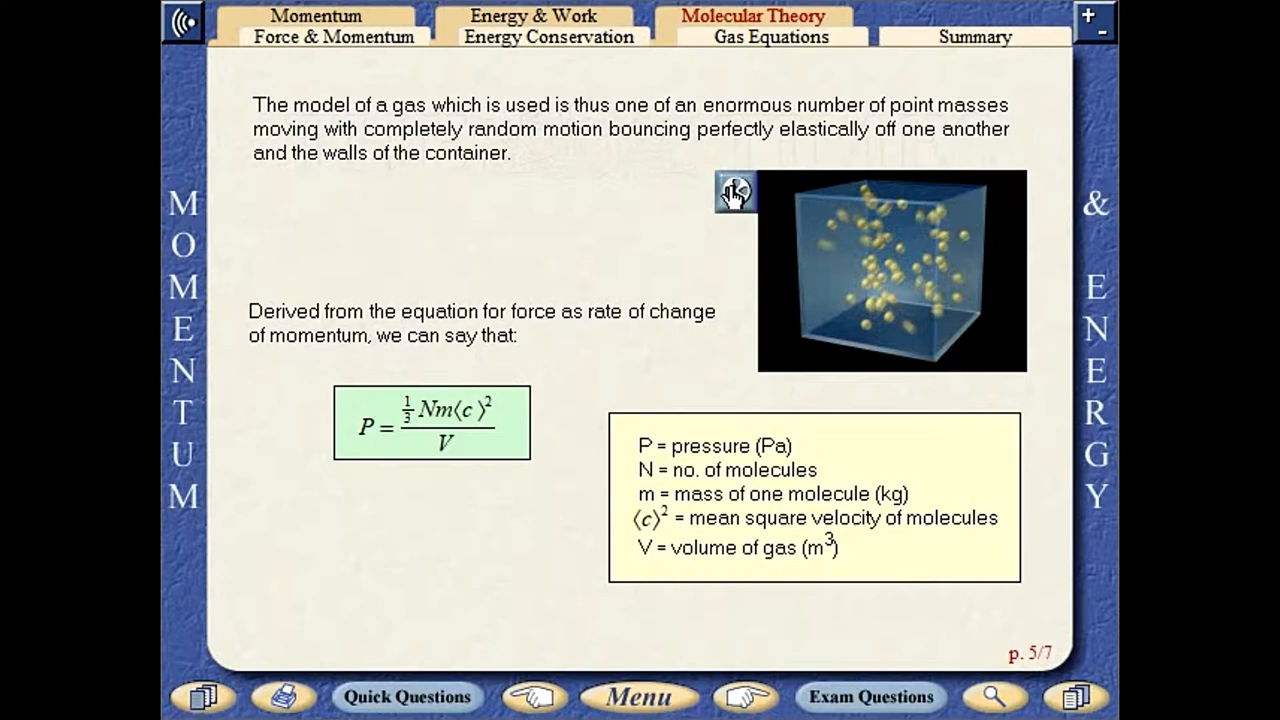 Momentum
Energy & Work
Molecular Theory
+
-
Force & Momentum
Energy Conservation
Gas Equations
Summary
The model of a gas which is used is thus one of an enormous number of point masses
moving with completely random motion bouncing perfectly elastically off one another
and the walls of the container.
MOMENTUM
& ENERGY
Derived from the equation for force as rate of change
of momentum, we can say that:
P = ⅓ Nm⟨c⟩² / V
P = pressure (Pa)
N = no. of molecules
m = mass of one molecule (kg)
⟨c⟩² = mean square velocity of molecules
V = volume of gas (m³)
p. 5/7
Quick Questions
Menu
Exam Questions